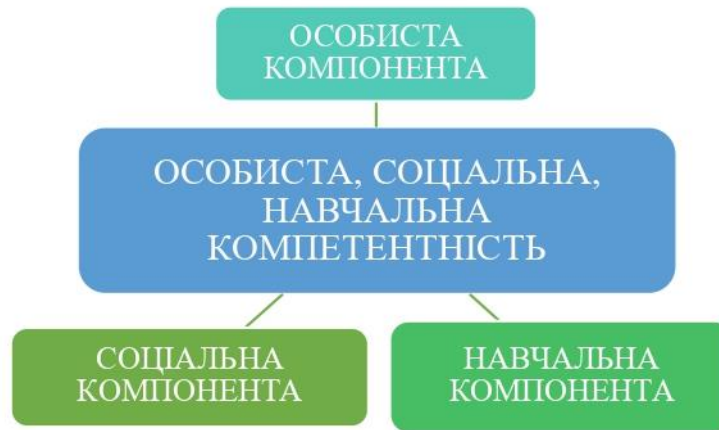 ОСОБИСТА
КОМПОНЕНТА
ОСОБИСТА, СОЦІАЛЬНА,
НАВЧАЛЬНА
КОМПЕТЕНТНІСТЬ
СОЦІАЛЬНА
КОМПОНЕНТА
НАВЧАЛЬНА
КОМПОНЕНТА